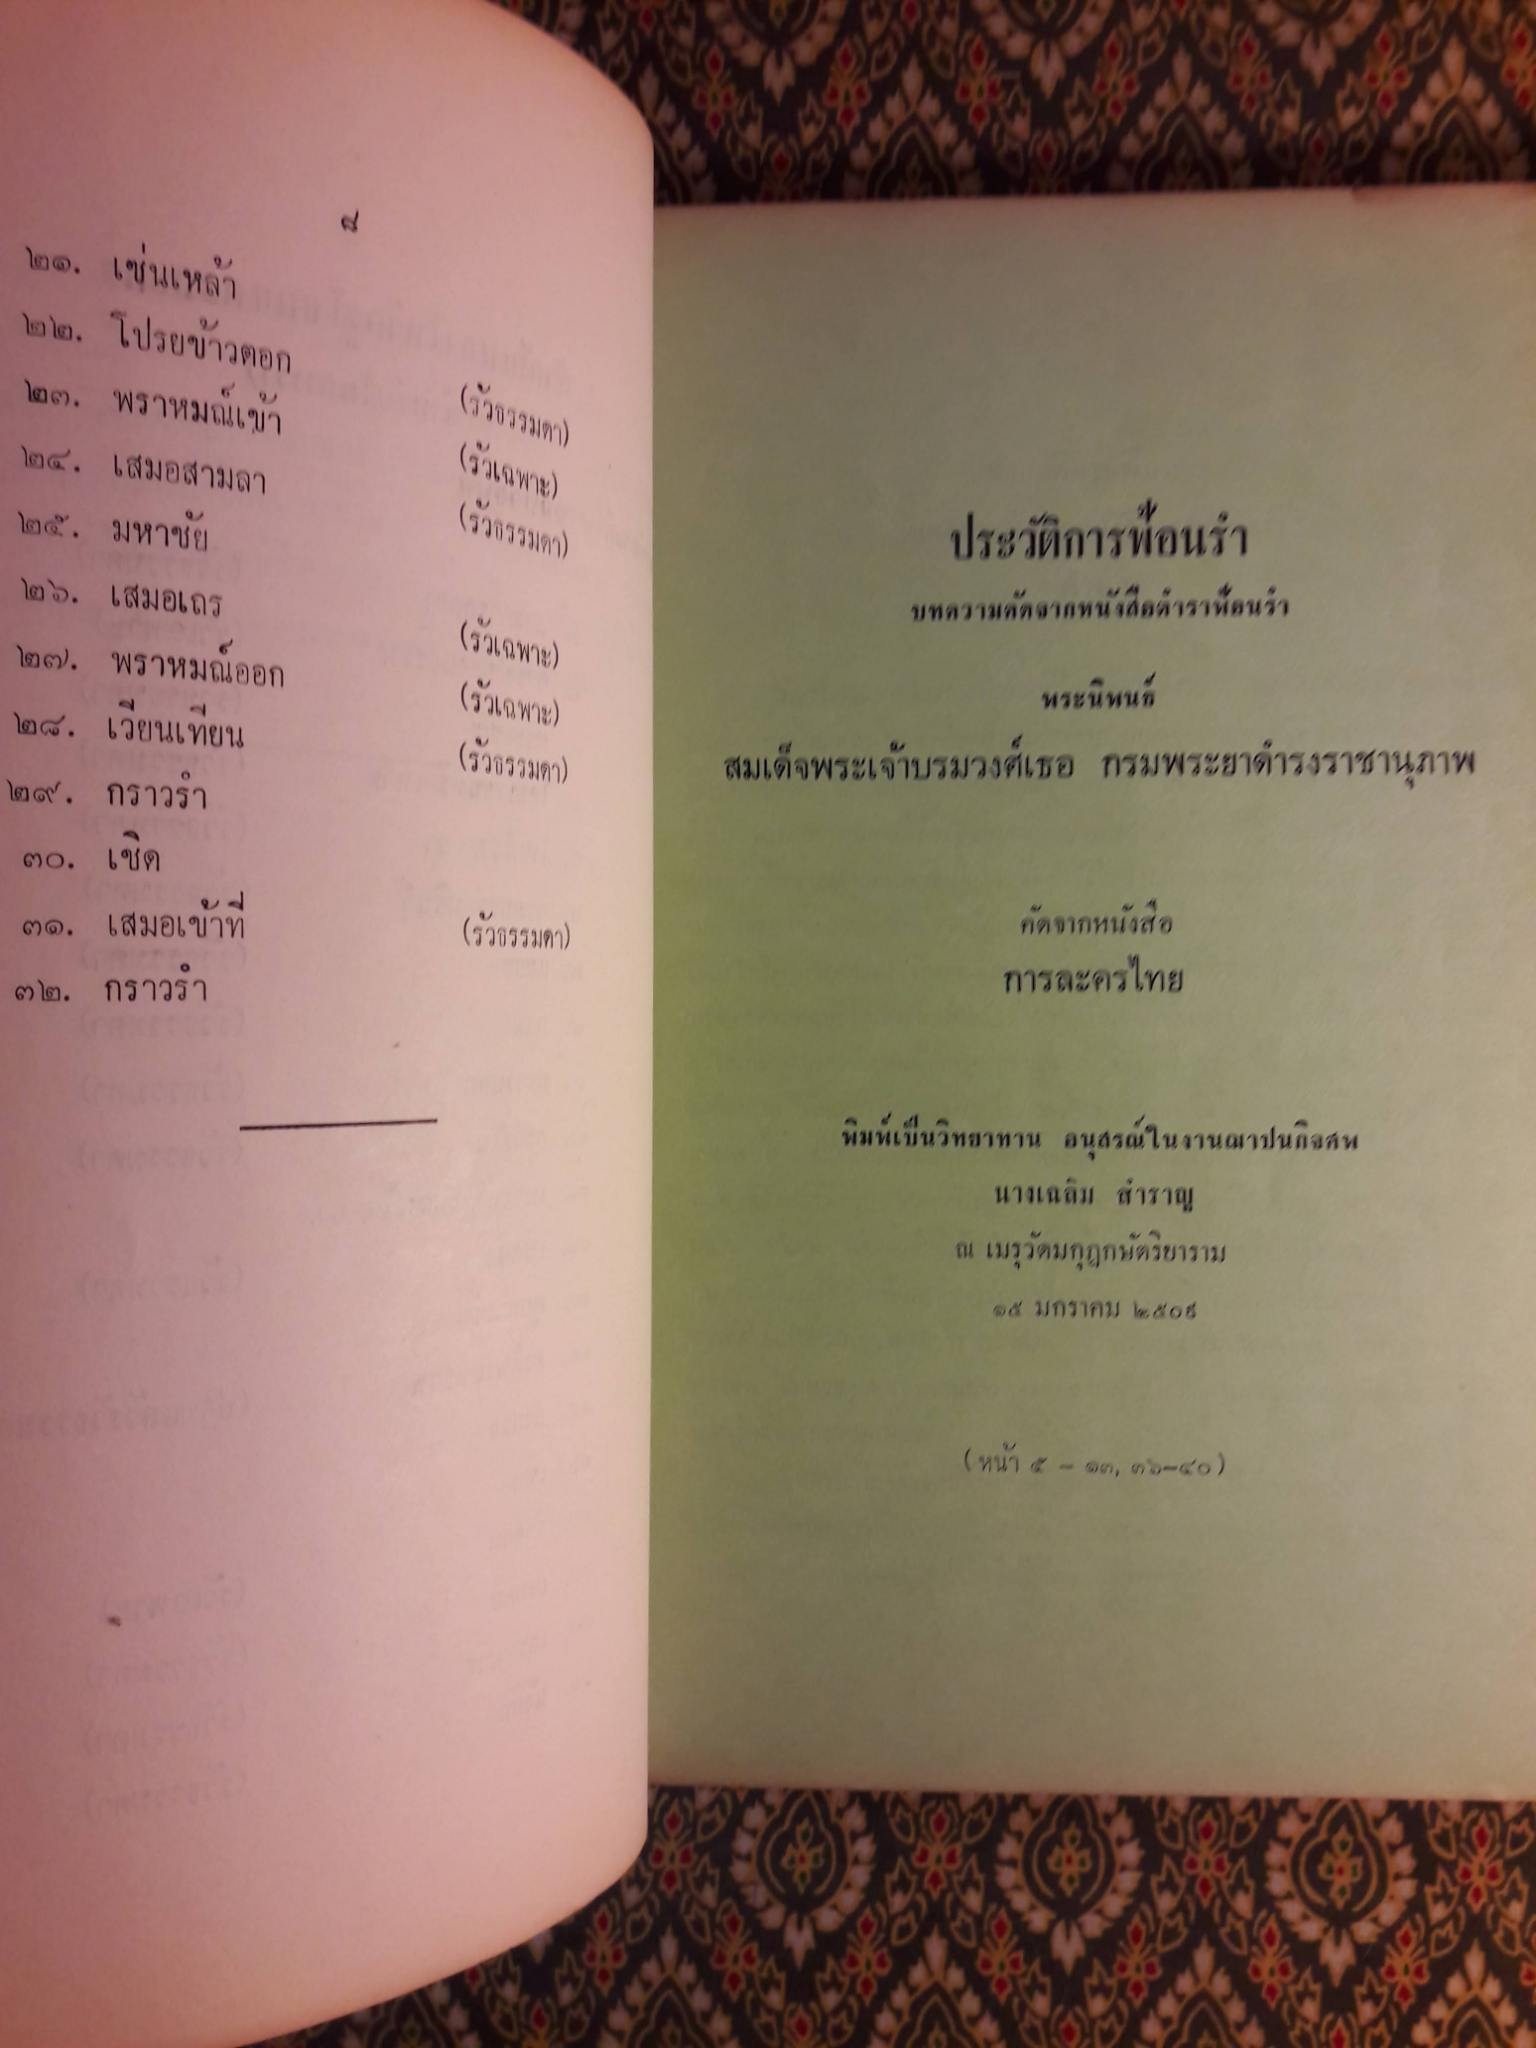 ๘
๒๑. เซ่นเหล้า
๒๒. โปรยข้าวตอก
๒๓. พราหมณ์เข้า (รัวธรรมดา)
๒๔. เสมอสามลา (รัวเฉพาะ)
๒๕. มหาชัย (รัวธรรมดา)
๒๖. เสมอเถร
๒๗. พราหมณ์ออก (รัวเฉพาะ)
๒๘. เวียนเทียน (รัวเฉพาะ)
๒๙. กราวรำ (รัวธรรมดา)
๓๐. เชิด
๓๑. เสมอเข้าที่ (รัวธรรมดา)
๓๒. กราวรำ
ประวัติการฟ้อนรำ
บทความคัดจากหนังสือตำราฟ้อนรำ
พระนิพนธ์
สมเด็จพระเจ้าบรมวงศ์เธอ กรมพระยาดำรงราชานุภาพ
คัดจากหนังสือ
การละครไทย
พิมพ์เป็นวิทยาทาน อนุสรณ์ในงานฌาปนกิจศพ
นางเฉลิม สำราญ
ณ เมรุวัดมกุฏกษัตริยาราม
๑๕ มกราคม ๒๕๐๙
(หน้า ๕ - ๑๓, ๓๖-๔๐)